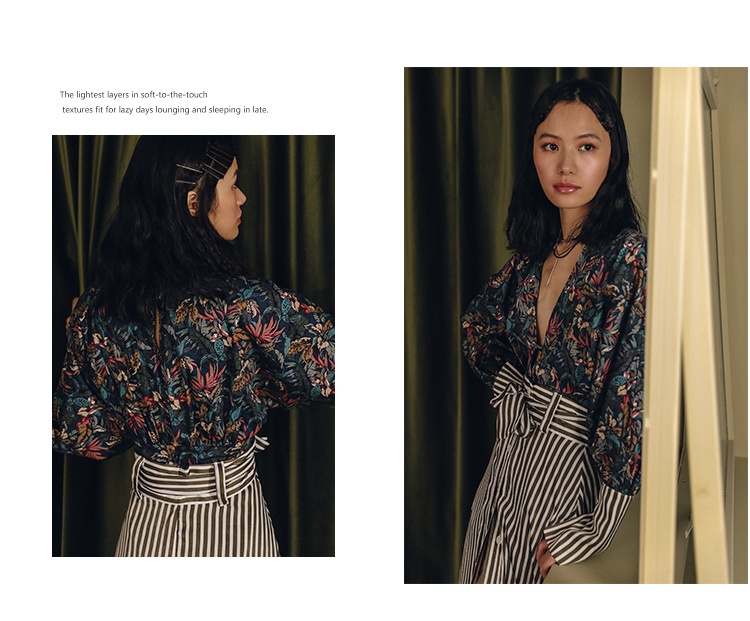 The lightest layers in soft-to-the-touch
textures fit for lazy days lounging and sleeping in late.